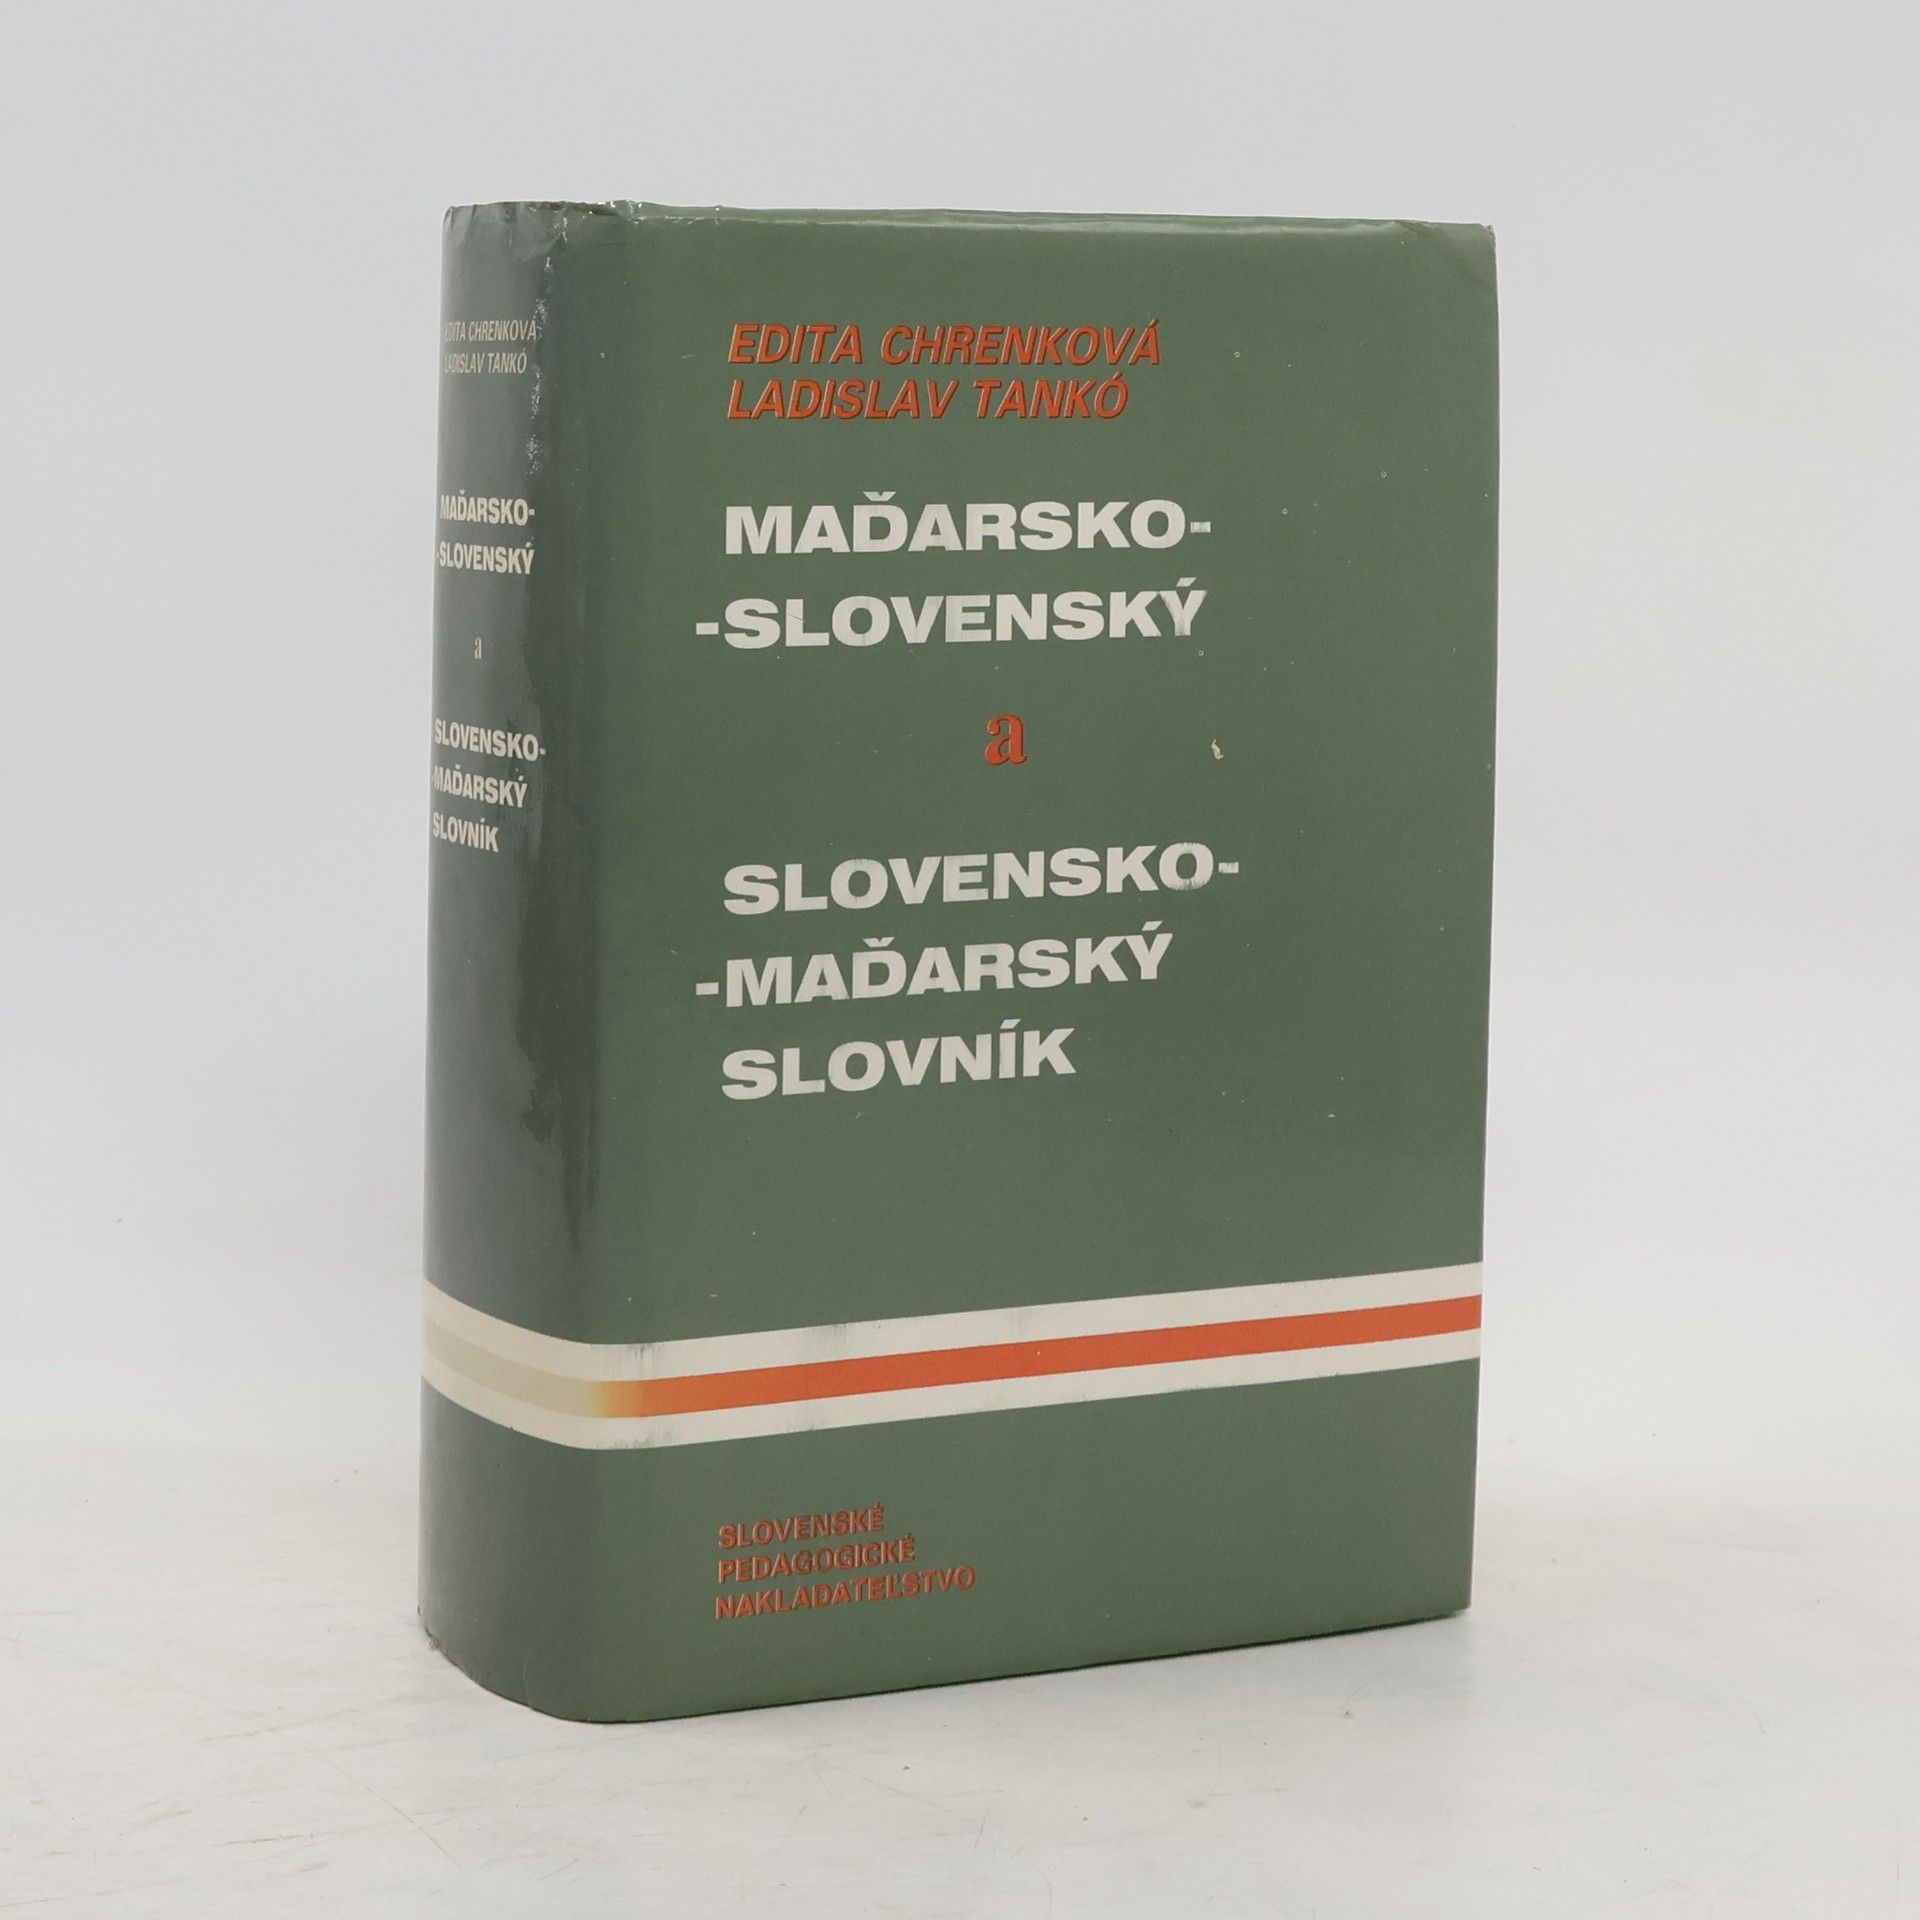 EDITA CHRENKOVÁ
LADISLAV TANKÓ
MAĎARSKO-
-SLOVENSKÝ
a
SLOVENSKO-
-MAĎARSKÝ
SLOVNÍK
EDITA CHRENKOVÁ
LADISLAV TANKÓ
MAĎARSKO-
-SLOVENSKÝ
a
SLOVENSKO-
-MAĎARSKÝ
SLOVNÍK
SLOVENSKÉ
PEDAGOGICKÉ
NAKLADATEĽSTVO